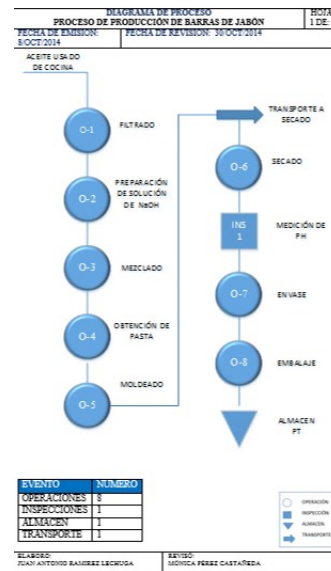 DIAGRAMA DE PROCESO
PROCESO DE PRODUCCIÓN DE BARRAS DE JABÓN
HOJA
1 DE
FECHA DE EMISION:
8/OCT/2014
FECHA DE REVISION: 30/OCT/2014
ACEITE USADO
DE COCINA
O-1
FILTRADO
O-2
PREPARACIÓN
DE SOLUCIÓN
DE NaOH
O-3
MEZCLADO
O-4
OBTENCIÓN DE
PASTA
O-5
MOLDEADO
TRANSPORTE A
SECADO
O-6
SECADO
INS
1
MEDICIÓN DE
PH
O-7
ENVASE
O-8
EMBALAJE
ALMACEN
PT
EVENTO NUMERO
OPERACIONES 8
INSPECCIONES 1
ALMACEN 1
TRANSPORTE 1
OPERACIÓN
INSPECCIÓN
ALMACEN
TRANSPORTE
ELABORO:
JUAN ANTONIO RAMIREZ LECHUGA
REVISÓ:
MÓNICA PÉREZ CASTAÑEDA